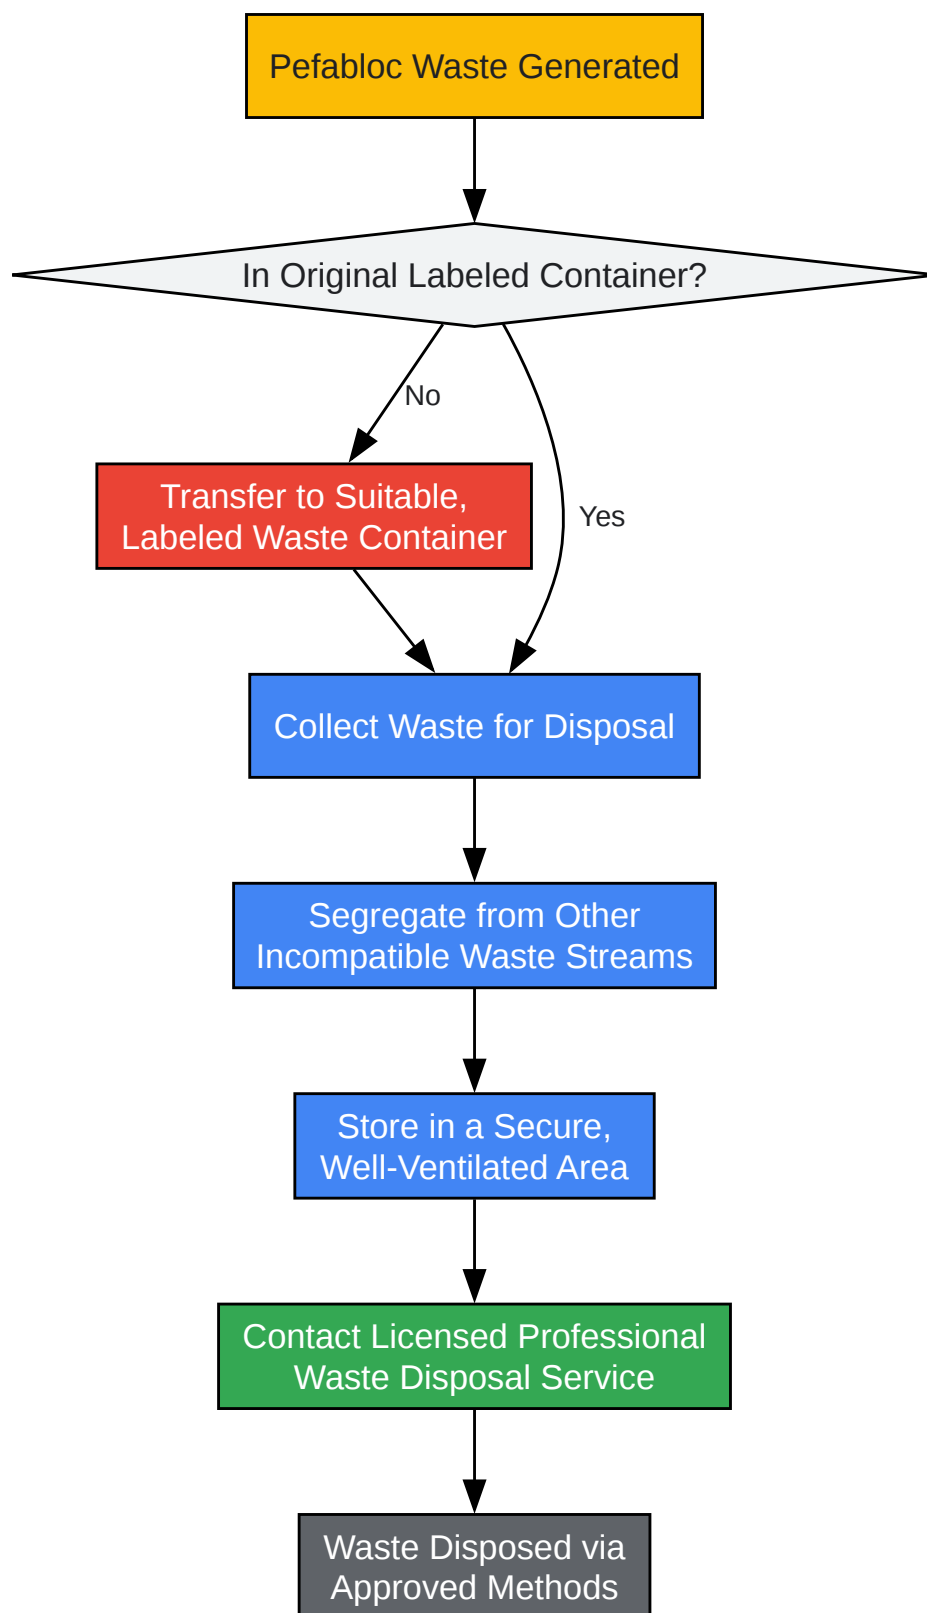 Pefabloc Waste Generated
In Original Labeled Container?
No
Transfer to Suitable,
Labeled Waste Container
Yes
Collect Waste for Disposal
Segregate from Other
Incompatible Waste Streams
Store in a Secure,
Well-Ventilated Area
Contact Licensed Professional
Waste Disposal Service
Waste Disposed via
Approved Methods